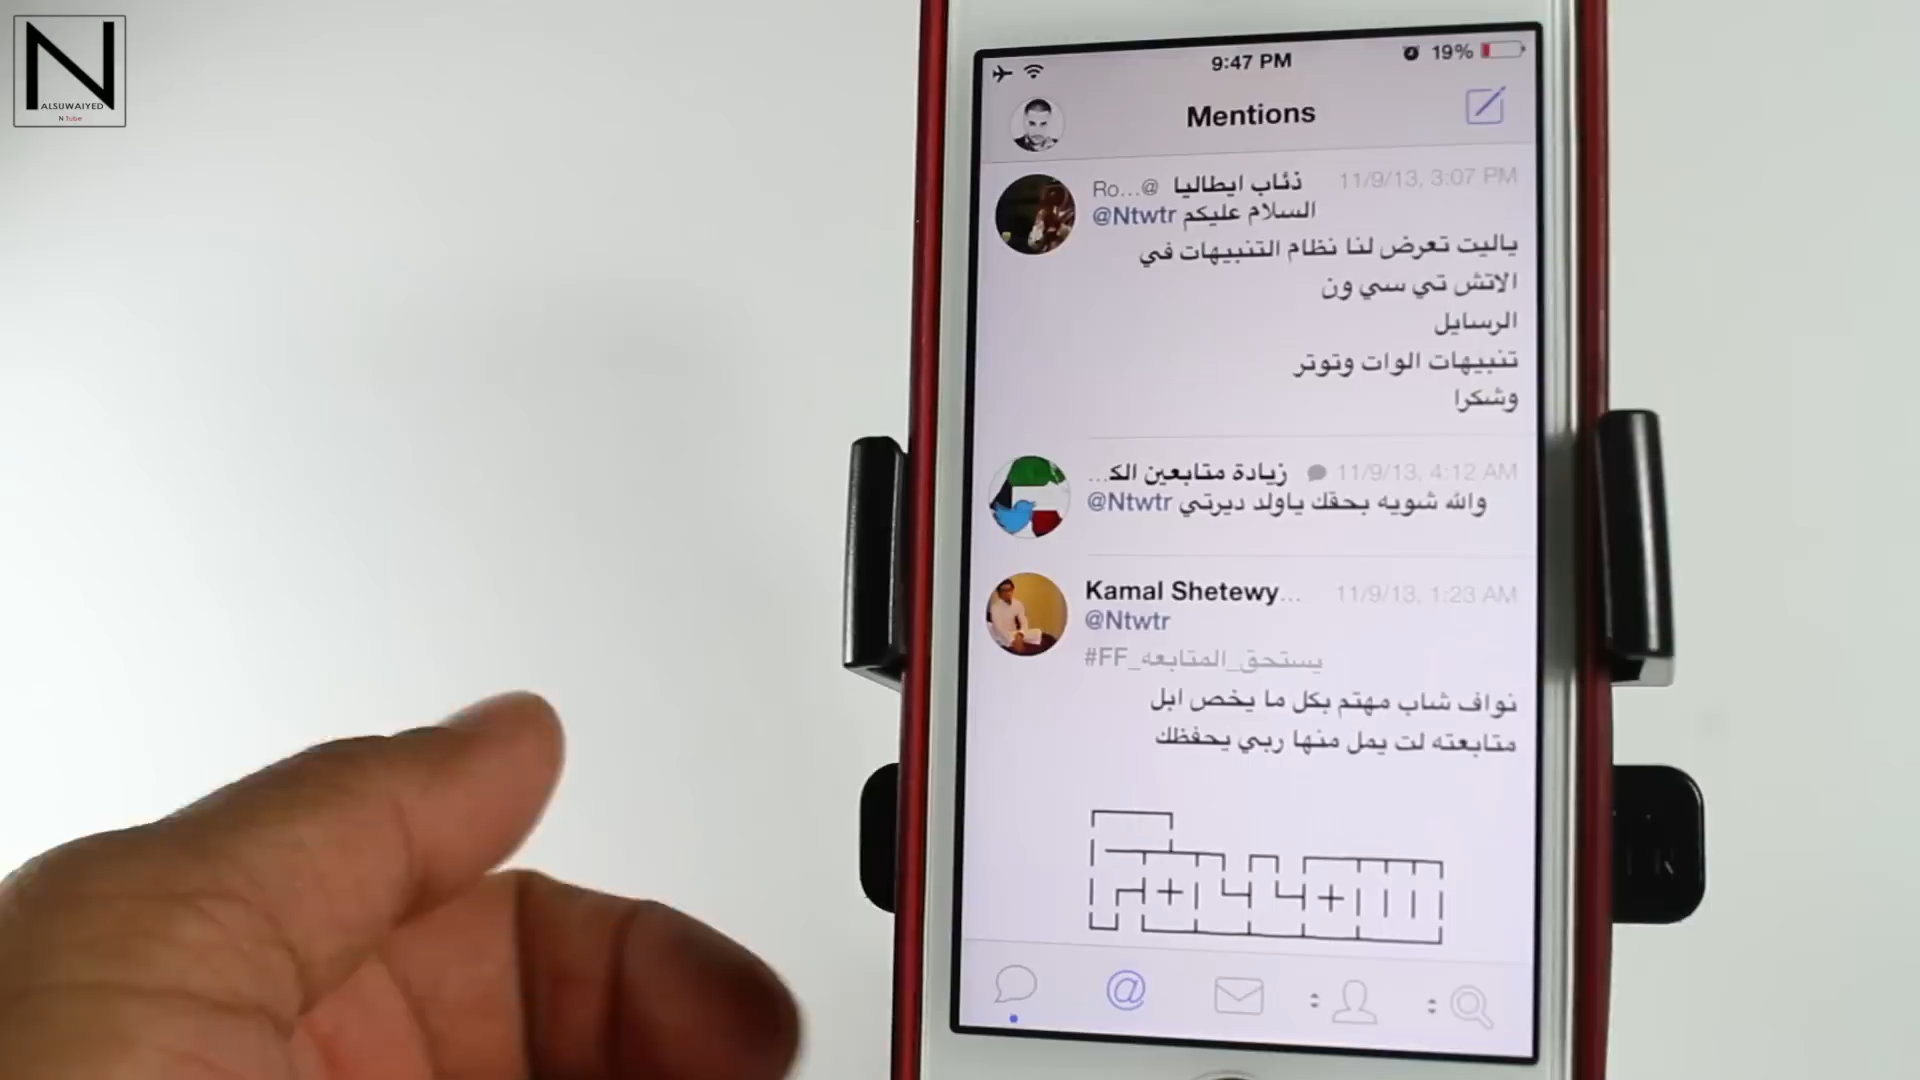 N
ALSUWAIYED
N Tube
9:47 PM
19%
Mentions
ذئاب ايطاليا @Ro...
11/9/13, 3:07 PM
@Ntwtr السلام عليكم
ياليت تعرض لنا نظام التنبيهات في
الاتش تي سي ون
الرسايل
تنبيهات الوات وتوتر
وشكرا
زيادة متابعين الك...
11/9/13, 4:12 AM
@Ntwtr والله شويه بحقك ياولد ديرتي
Kamal Shetewy...
11/9/13, 1:23 AM
@Ntwtr
#FF_يستحق_المتابعه
نواف شاب مهتم بكل ما يخص ابل
متابعته لت يمل منها ربي يحفظك